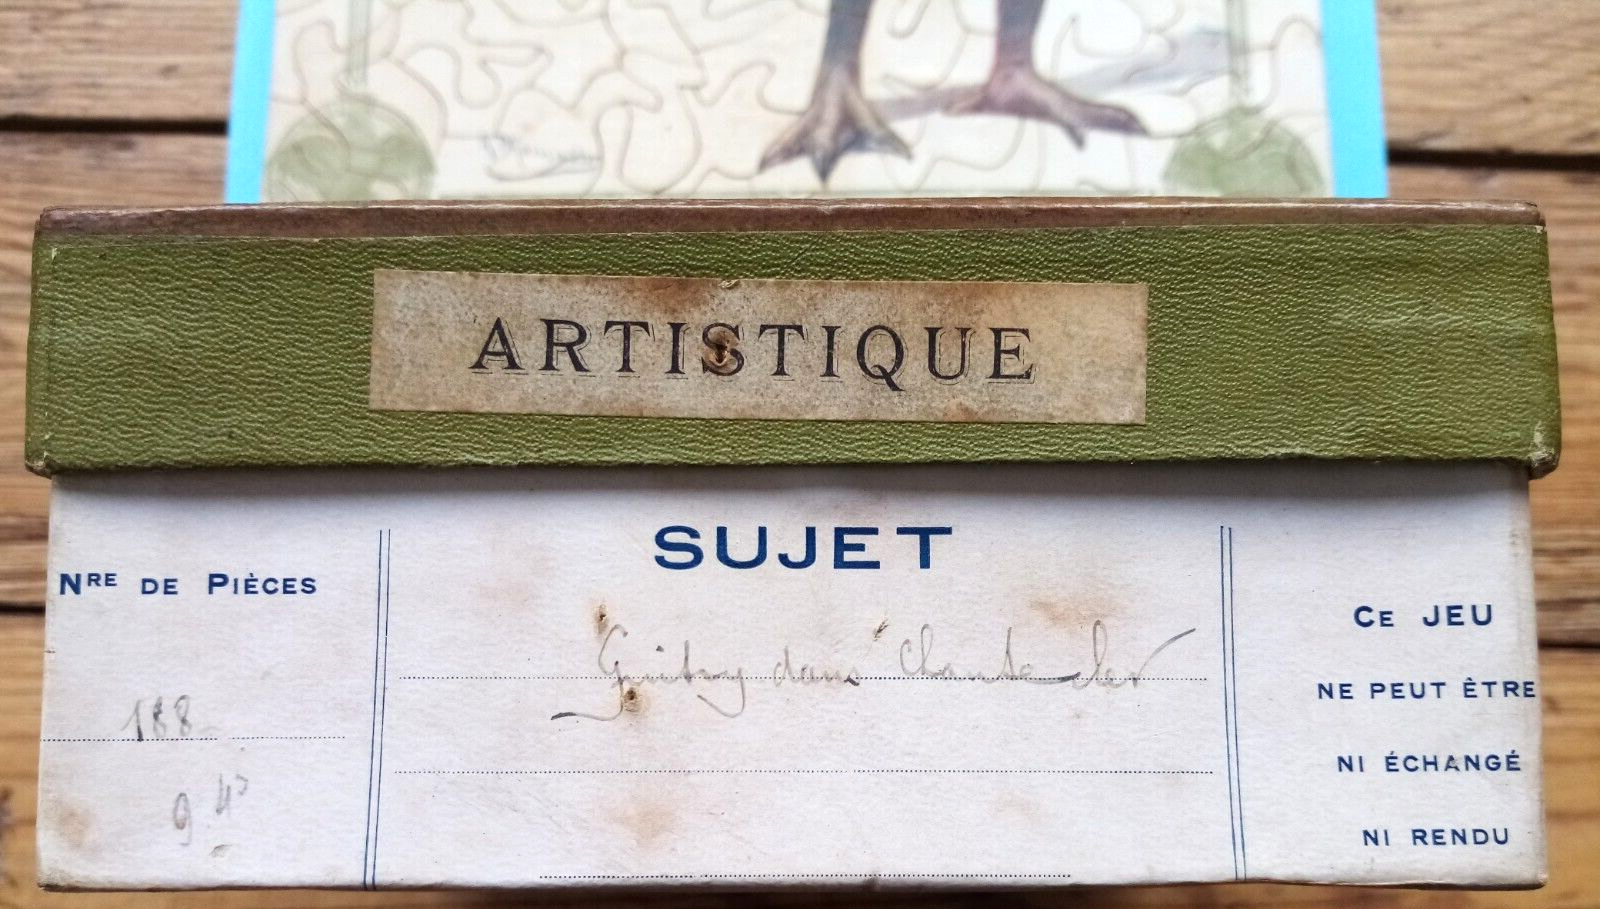 ARTISTIQUE
SUJET
NRE DE PIÈCES
188
9.45
Guitry dans Chantecler
CE JEU
NE PEUT ÊTRE
NI ÉCHANGÉ
NI RENDU